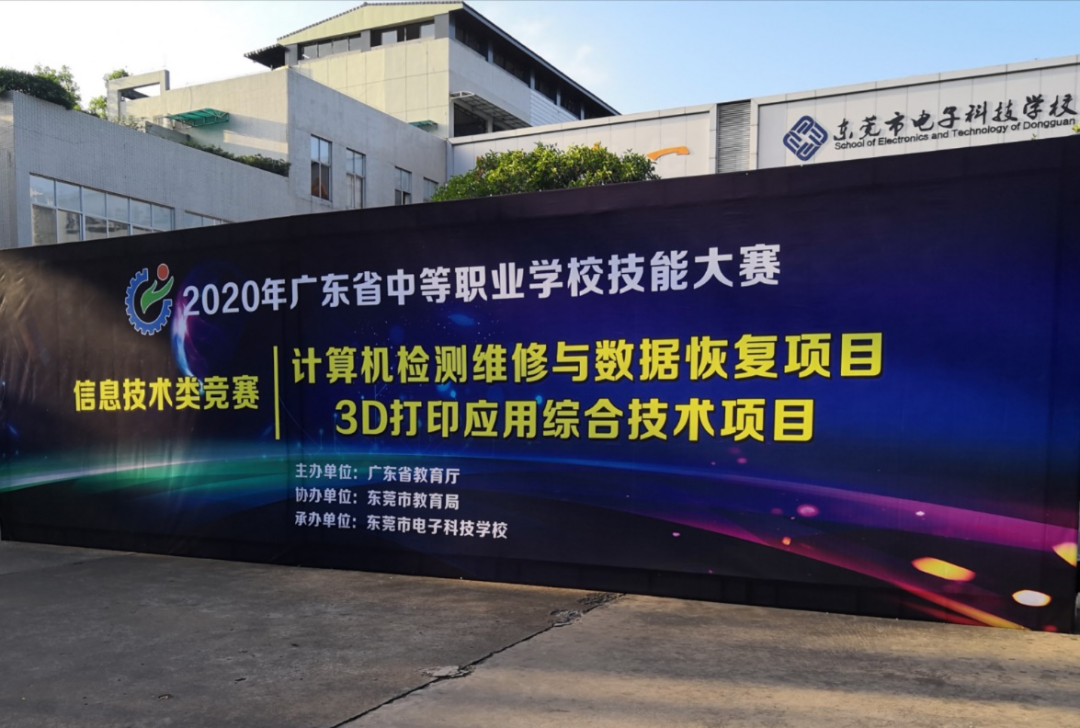 东莞市电子科技学校
School of Electronics and Technology of Dongguan
2020年广东省中等职业学校技能大赛
信息技术类竞赛
计算机检测维修与数据恢复项目
3D打印应用综合技术项目
主办单位：广东省教育厅
协办单位：东莞市教育局
承办单位：东莞市电子科技学校